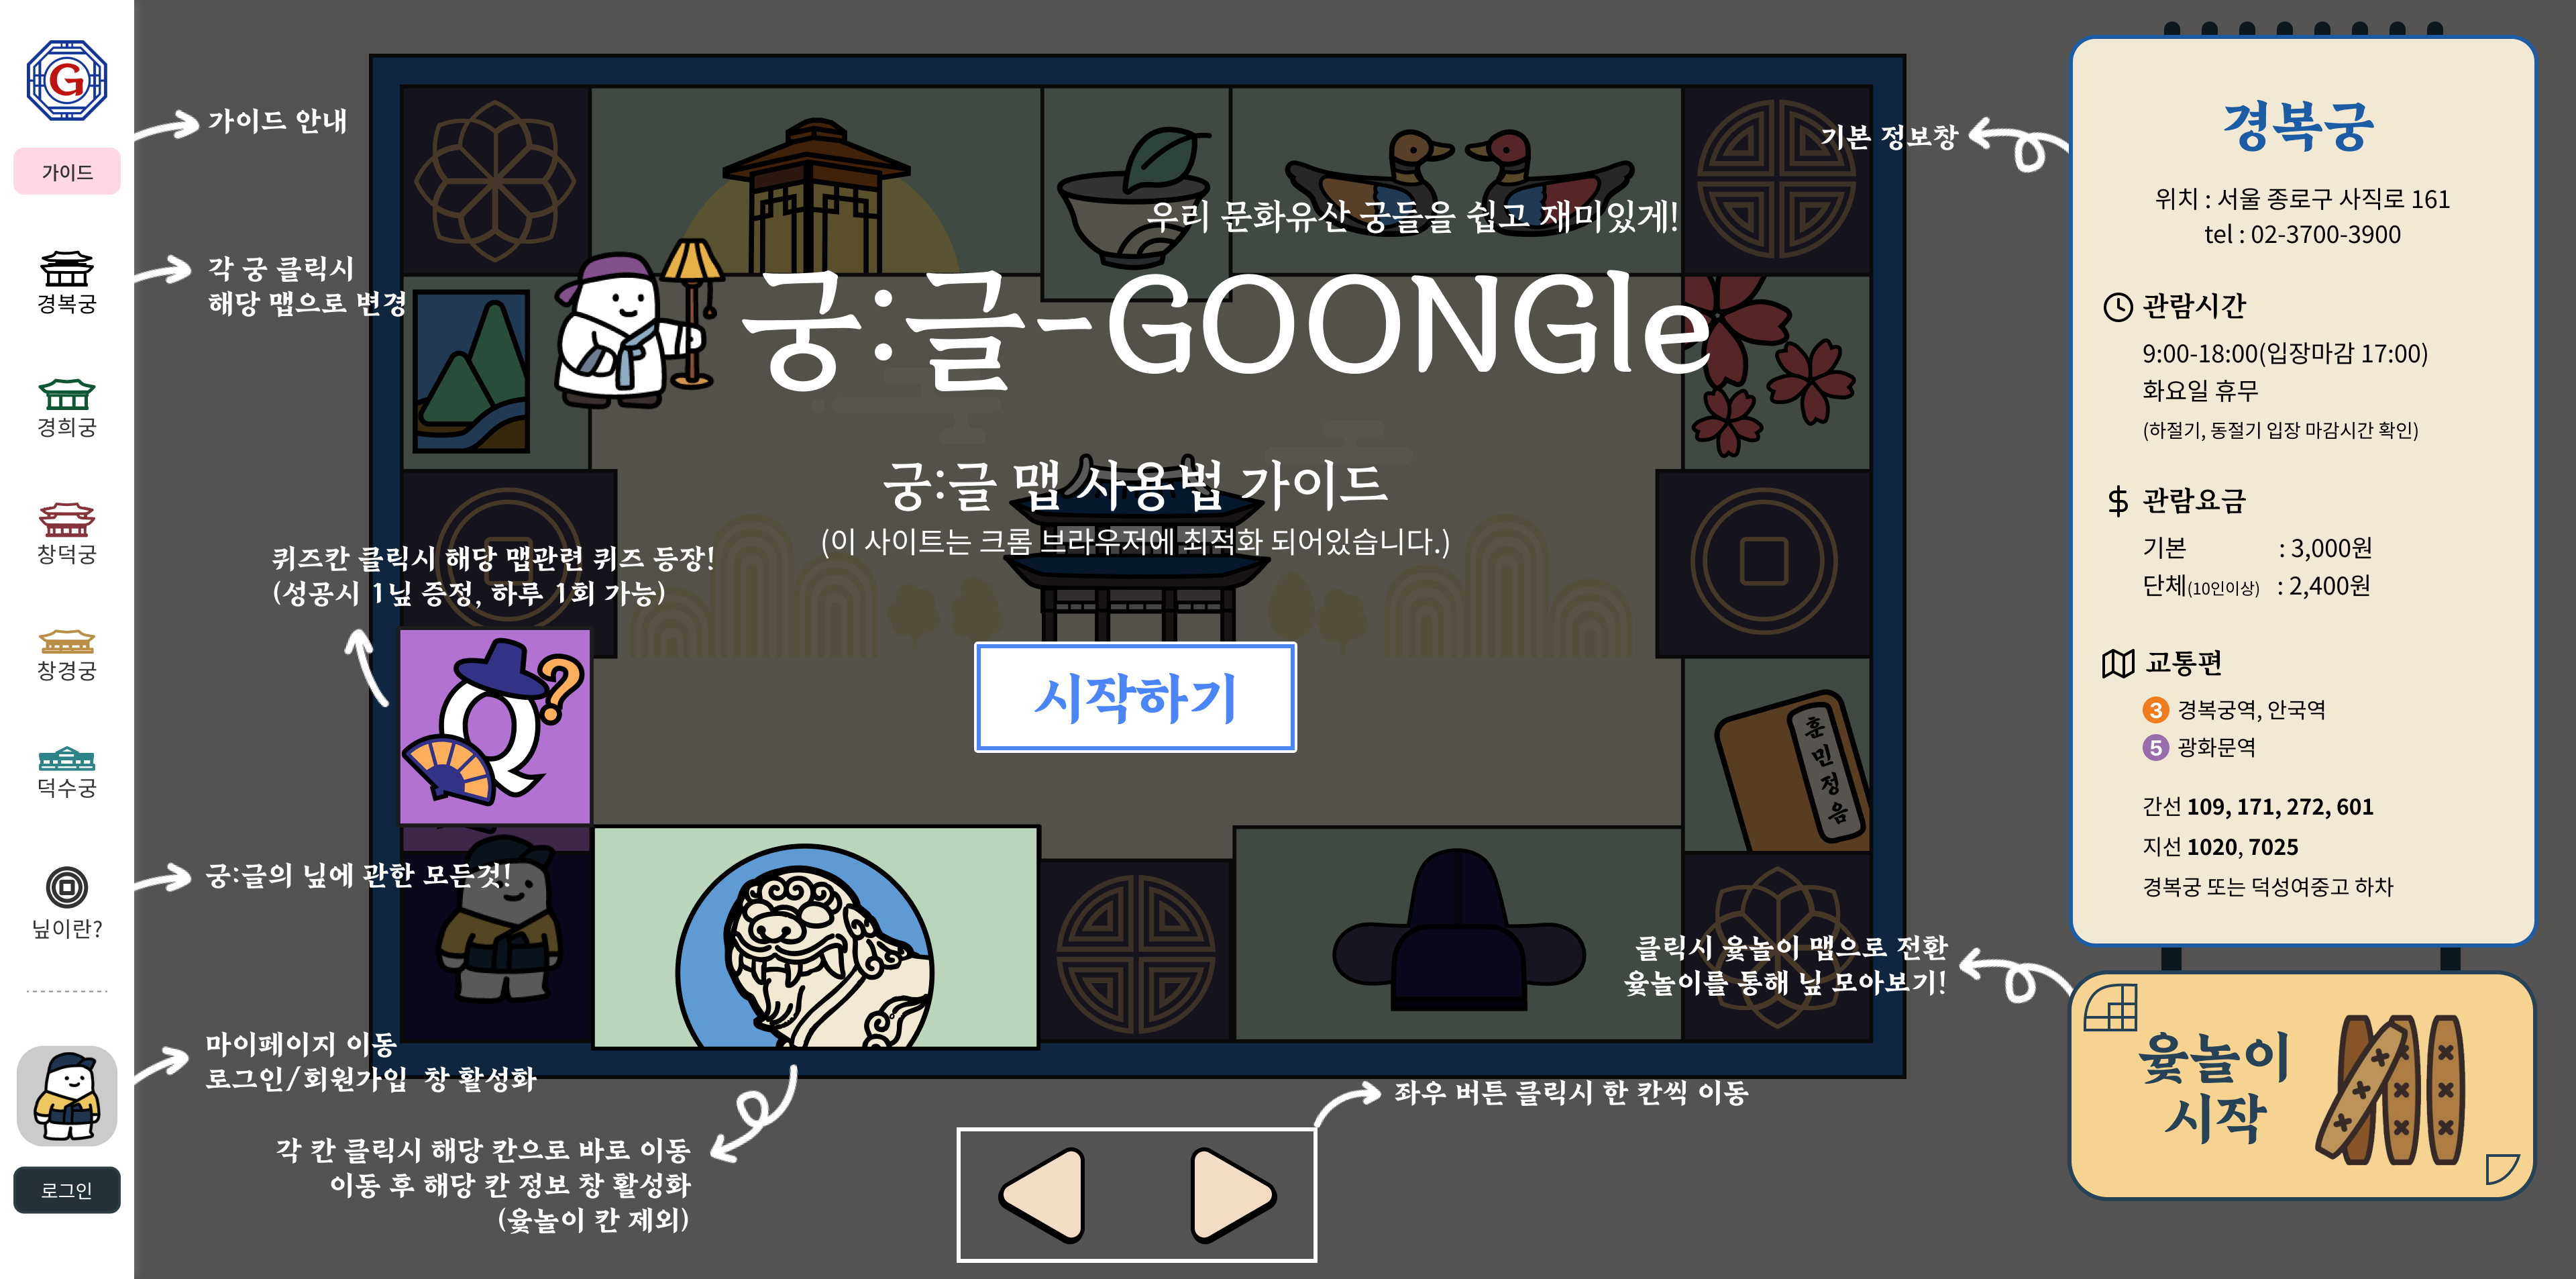 G
가이드
경복궁
경희궁
창덕궁
창경궁
덕수궁
닢이란?
로그인
가이드 안내
각 궁 클릭시
해당 맵으로 변경
퀴즈칸 클릭시 해당 맵관련 퀴즈 등장!
(성공시 1닢 증정, 하루 1회 가능)
Q?
궁:글의 닢에 관한 모든것!
마이페이지 이동
로그인/회원가입 창 활성화
각 칸 클릭시 해당 칸으로 바로 이동
이동 후 해당 칸 정보 창 활성화
(윷놀이 칸 제외)
우리 문화유산 궁들을 쉽고 재미있게!
궁:글-GOONGle
궁:글 맵 사용법 가이드
(이 사이트는 크롬 브라우저에 최적화 되어있습니다.)
시작하기
훈민정음
좌우 버튼 클릭시 한 칸씩 이동
기본 정보창
클릭시 윷놀이 맵으로 전환
윷놀이를 통해 닢 모아보기!
경복궁
위치 : 서울 종로구 사직로 161
tel : 02-3700-3900
관람시간
9:00-18:00(입장마감 17:00)
화요일 휴무
(하절기, 동절기 입장 마감시간 확인)
$ 관람요금
기본 : 3,000원
단체(10인이상) : 2,400원
교통편
3 경복궁역, 안국역
5 광화문역
간선 109, 171, 272, 601
지선 1020, 7025
경복궁 또는 덕성여중고 하차
윷놀이
시작